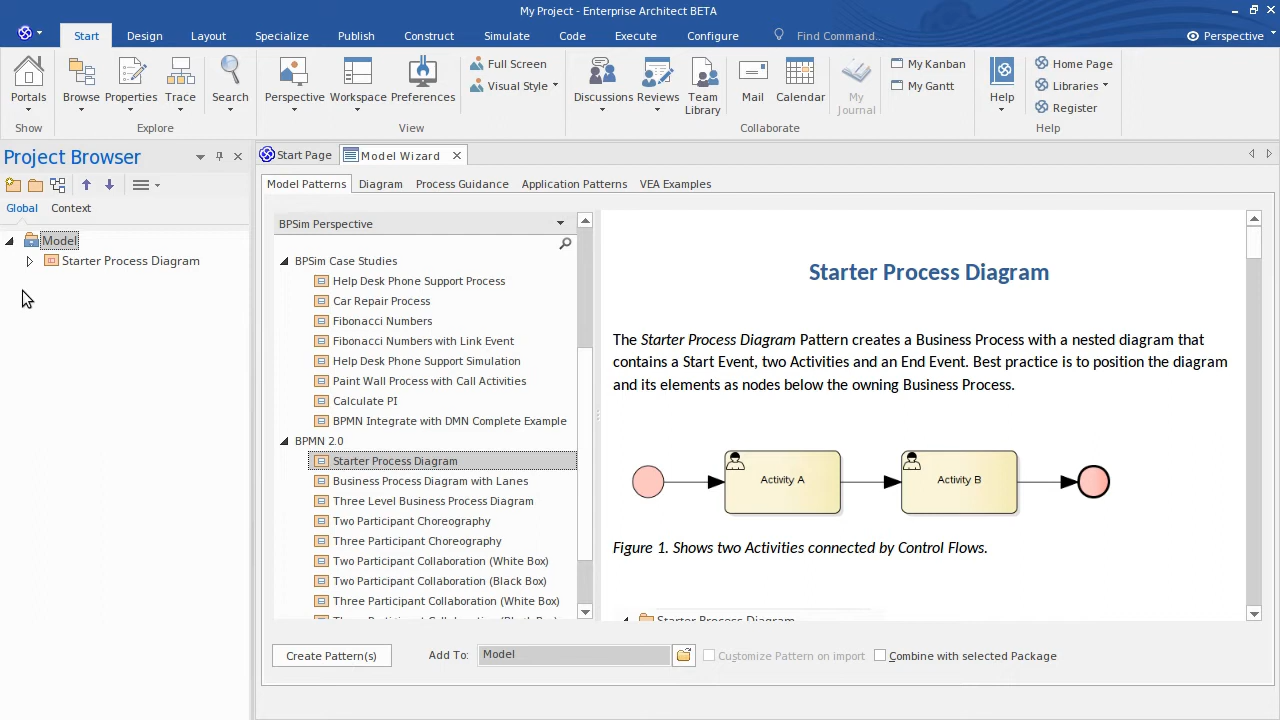 My Project - Enterprise Architect BETA
Start Design Layout Specialize Publish Construct Simulate Code Execute Configure Find Command... Perspective
Portals Browse Properties Trace Search Perspective Workspace Preferences Full Screen Visual Style Discussions Reviews Team Library Mail Calendar My Journal My Kanban My Gantt Help Home Page Libraries Register
Show Explore View Collaborate Help
Project Browser
Start Page Model Wizard
Model Patterns Diagram Process Guidance Application Patterns VEA Examples
Global Context
Model
Starter Process Diagram
BPSim Perspective
BPSim Case Studies
Help Desk Phone Support Process
Car Repair Process
Fibonacci Numbers
Fibonacci Numbers with Link Event
Help Desk Phone Support Simulation
Paint Wall Process with Call Activities
Calculate PI
BPMN Integrate with DMN Complete Example
BPMN 2.0
Starter Process Diagram
Business Process Diagram with Lanes
Three Level Business Process Diagram
Two Participant Choreography
Three Participant Choreography
Two Participant Collaboration (White Box)
Two Participant Collaboration (Black Box)
Three Participant Collaboration (White Box)
Starter Process Diagram
The Starter Process Diagram Pattern creates a Business Process with a nested diagram that
contains a Start Event, two Activities and an End Event. Best practice is to position the diagram
and its elements as nodes below the owning Business Process.
Activity A Activity B
Figure 1. Shows two Activities connected by Control Flows.
Starter Process Diagram
Create Pattern(s) Add To: Model Customize Pattern on import Combine with selected Package